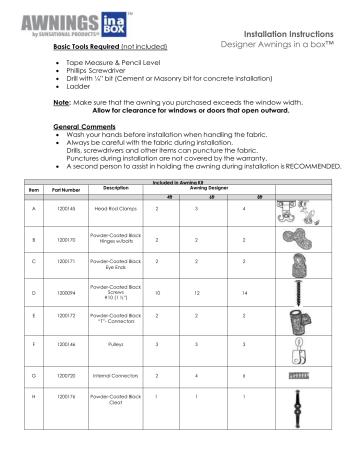 AWNINGS in a BOX™
by SUNSATIONAL PRODUCTS®
Installation Instructions
Designer Awnings in a box™
Basic Tools Required (not included)
• Tape Measure & Pencil Level
• Phillips Screwdriver
• Drill with ¼" bit (Cement or Masonry bit for concrete installation)
• Ladder
Note: Make sure that the awning you purchased exceeds the window width.
Allow for clearance for windows or doors that open outward.
General Comments
• Wash your hands before installation when handling the fabric.
• Always be careful with the fabric during installation.
Drills, screwdrivers and other items can puncture the fabric.
Punctures during installation are not covered by the warranty.
• A second person to assist in holding the awning during installation is RECOMMENDED.
Included in Awning Kit
Item Part Number Description Awning Designer
4ft 6ft 8ft
A 1200145 Head Rod Clamps 2 3 4
B 1200170 Powder-Coated Black Hinges w/bolts 2 2 2
C 1200171 Powder-Coated Black Eye Ends 2 2 2
D 1200094 Powder-Coated Black Screws #10 (1 ½") 10 12 14
E 1200172 Powder-Coated Black "T"- Connectors 2 2 2
F 1200146 Pulleys 3 3 3
G 1200720 Internal Connectors 2 4 6
H 1200176 Powder-Coated Black Cleat 1 1 1